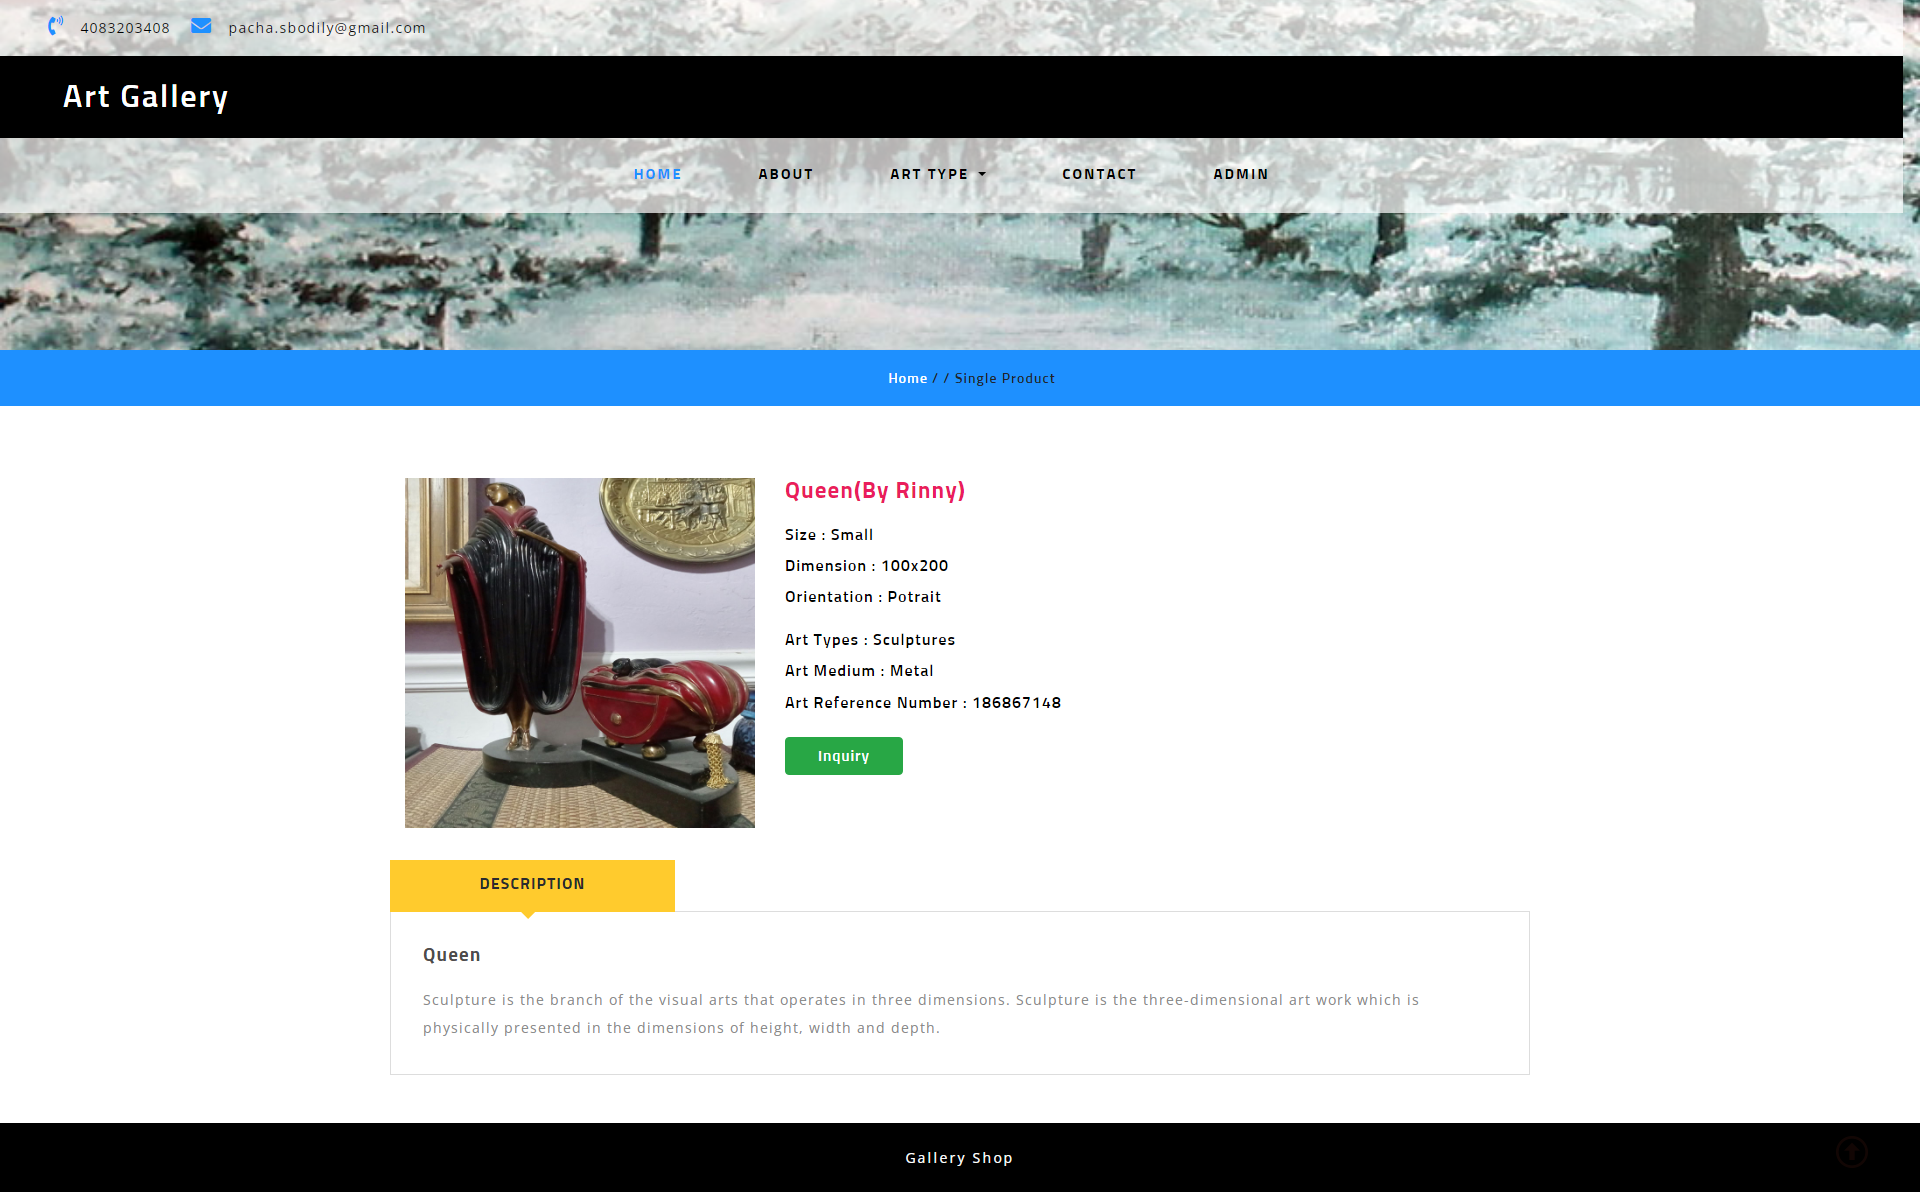 4083203408 pacha.sbodily@gmail.com
Art Gallery
HOME ABOUT ART TYPE CONTACT ADMIN
Home / / Single Product
Queen(By Rinny)
Size : Small
Dimension : 100x200
Orientation : Potrait
Art Types : Sculptures
Art Medium : Metal
Art Reference Number : 186867148
Inquiry
DESCRIPTION
Queen
Sculpture is the branch of the visual arts that operates in three dimensions. Sculpture is the three-dimensional art work which is
physically presented in the dimensions of height, width and depth.
Gallery Shop